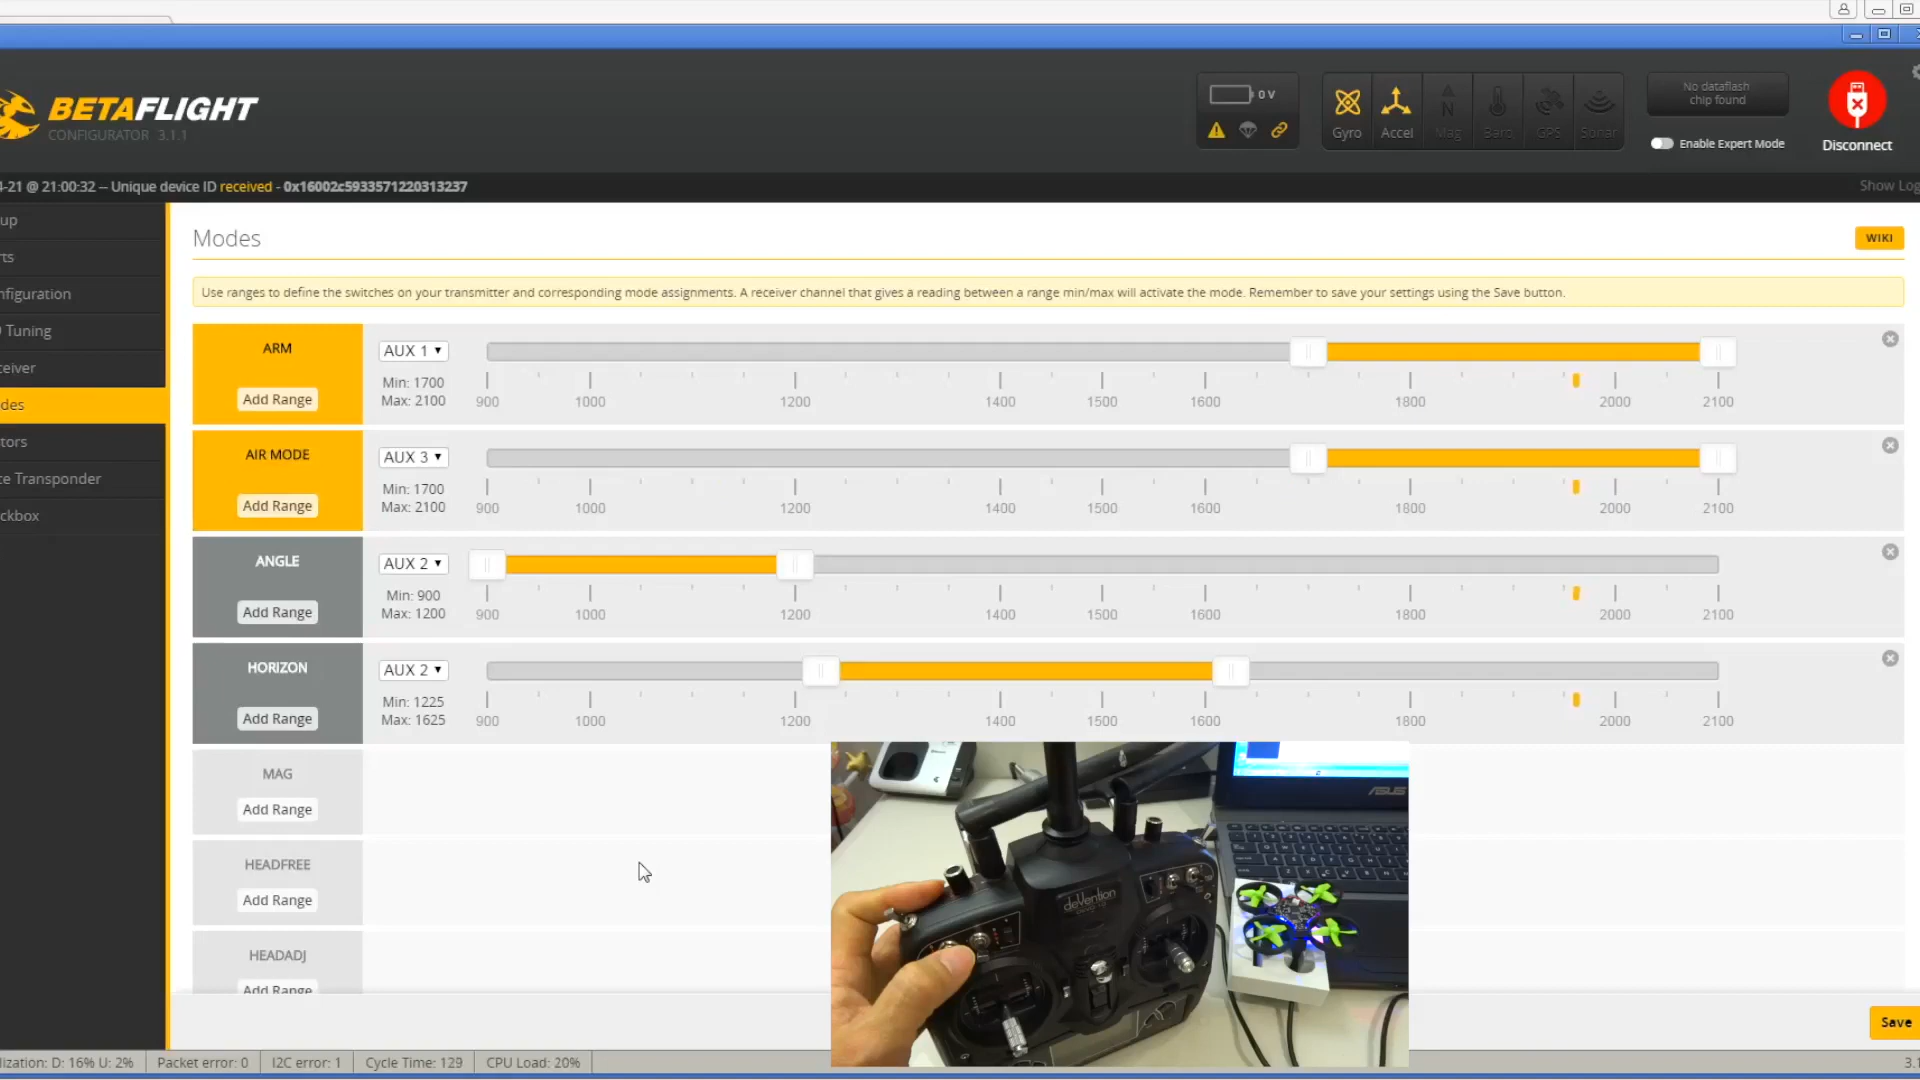 BETAFLIGHT
CONFIGURATOR 3.1.1
0 V
Gyro
Accel
Mag
Baro
GPS
Sonar
No dataflash
chip found
Enable Expert Mode
Disconnect
4-21 @ 21:00:32 -- Unique device ID received - 0x16002c5933571220313237
Show Log
up
rts
nfiguration
D Tuning
ceiver
des
tors
ce Transponder
ckbox
Modes
WIKI
Use ranges to define the switches on your transmitter and corresponding mode assignments. A receiver channel that gives a reading between a range min/max will activate the mode. Remember to save your settings using the Save button.
ARM
Add Range
AUX 1
Min: 1700
Max: 2100
900 1000 1200 1400 1500 1600 1800 2000 2100
AIR MODE
Add Range
AUX 3
Min: 1700
Max: 2100
900 1000 1200 1400 1500 1600 1800 2000 2100
ANGLE
Add Range
AUX 2
Min: 900
Max: 1200
900 1000 1200 1400 1500 1600 1800 2000 2100
HORIZON
Add Range
AUX 2
Min: 1225
Max: 1625
900 1000 1200 1400 1500 1600 1800 2000 2100
MAG
Add Range
HEADFREE
Add Range
HEADADJ
Add Range
ASUS
deVention
Save
lization: D: 16% U: 2%
Packet error: 0
I2C error: 1
Cycle Time: 129
CPU Load: 20%
3.1